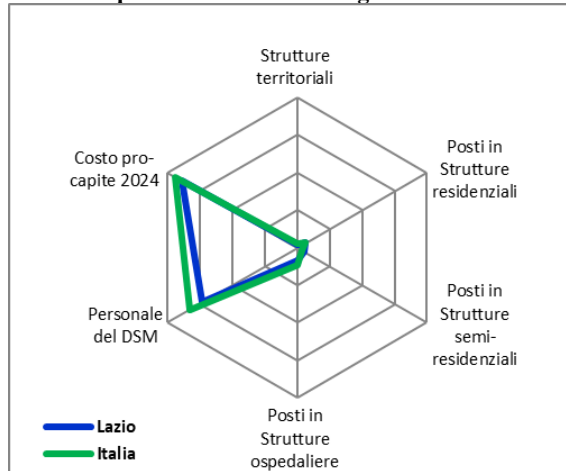 Strutture
territoriali
Costo pro-
capite 2024
Posti in
Strutture
residenziali
Personale
del DSM
Posti in
Strutture
semi-
residenziali
Posti in
Strutture
ospedaliere
Lazio
Italia